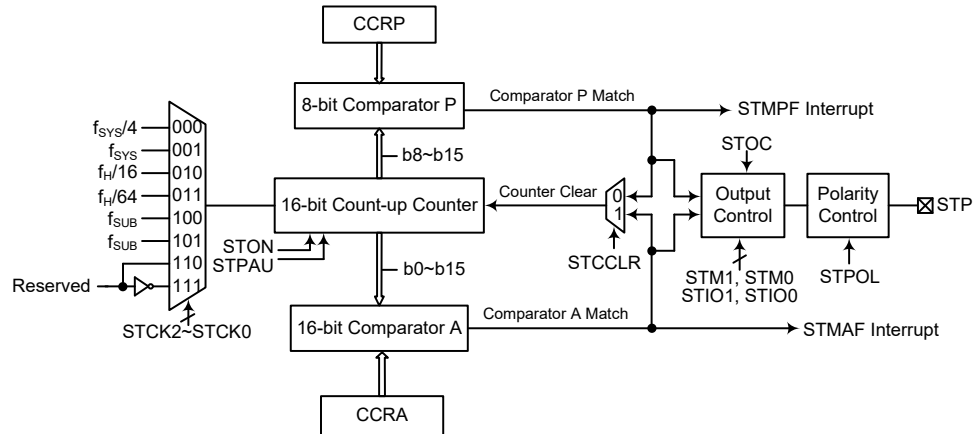 CCRP
8-bit Comparator P
Comparator P Match
STMPF Interrupt
fSYS/4
000
fSYS
001
fH/16
010
fH/64
011
fSUB
100
fSUB
101
110
Reserved
111
STCK2~STCK0
b8~b15
16-bit Count-up Counter
Counter Clear
STON
STPAU
b0~b15
0
1
STCCLR
STOC
Output
Control
Polarity
Control
STP
STM1, STM0
STIO1, STIO0
STPOL
16-bit Comparator A
Comparator A Match
STMAF Interrupt
CCRA